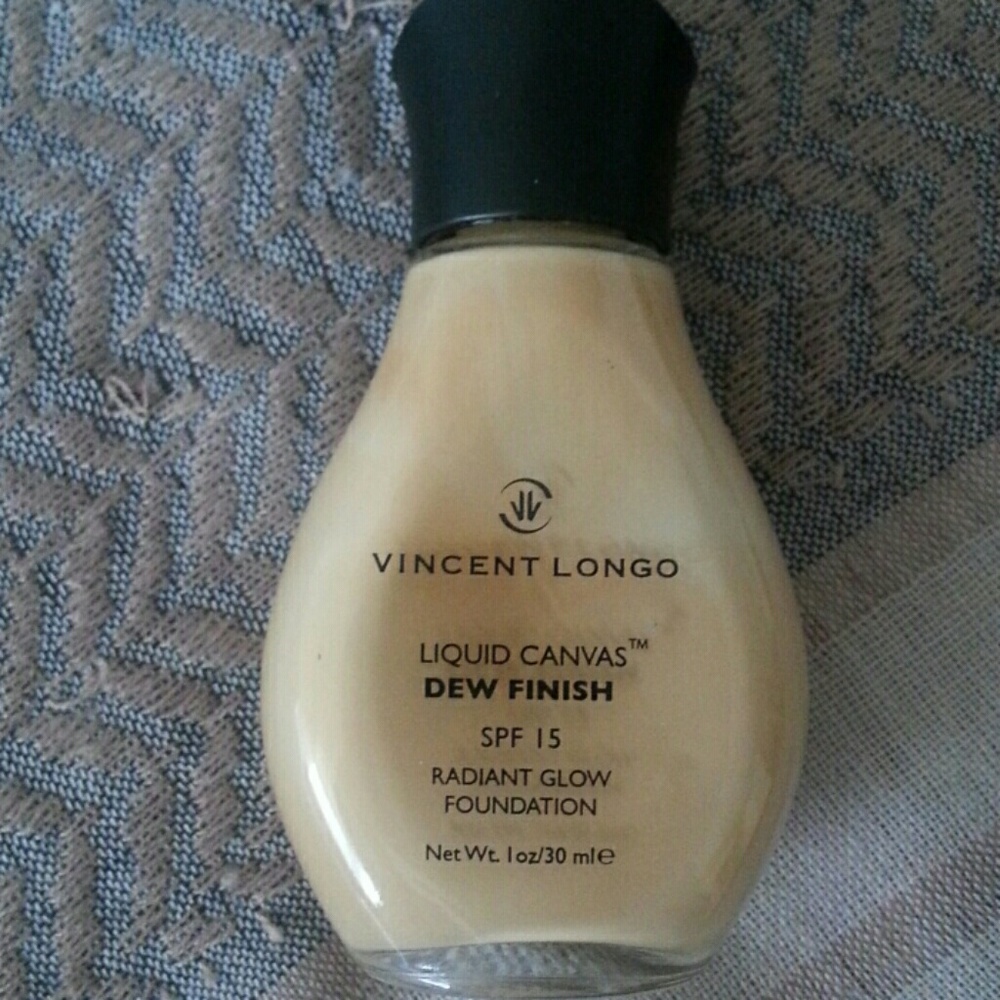 VINCENT LONGO
LIQUID CANVAS™
DEW FINISH
SPF 15
RADIANT GLOW
FOUNDATION
Net Wt. 1oz/30 ml℮